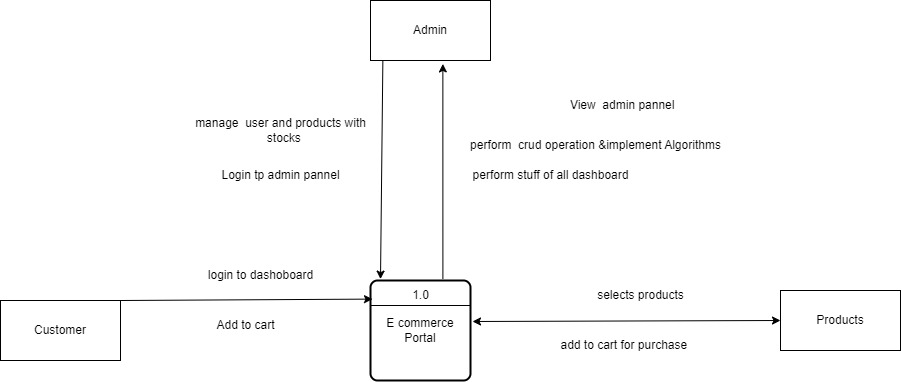 Admin
manage user and products with
stocks
Login tp admin pannel
View admin pannel
perform crud operation &implement Algorithms
perform stuff of all dashboard
login to dashoboard
Add to cart
Customer
1.0
E commerce
Portal
selects products
add to cart for purchase
Products